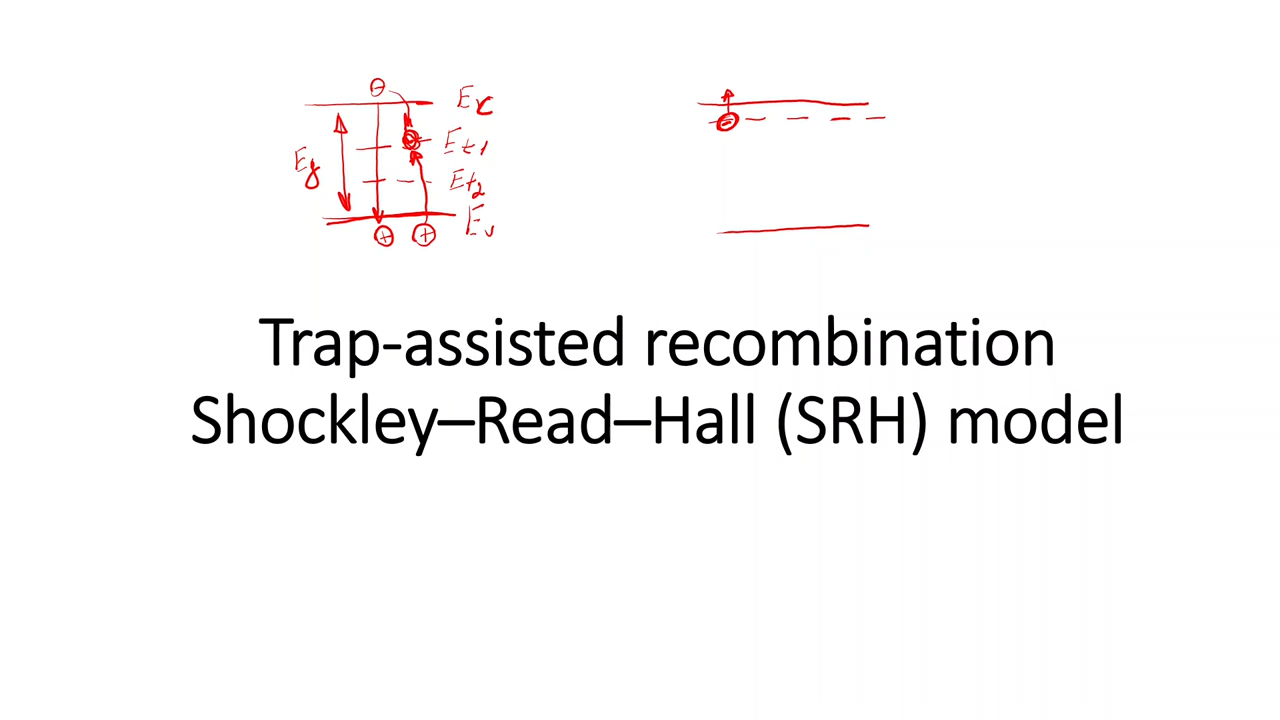 Ec
Eg
Et1
Et2
Ev
Trap-assisted recombination
Shockley–Read–Hall (SRH) model